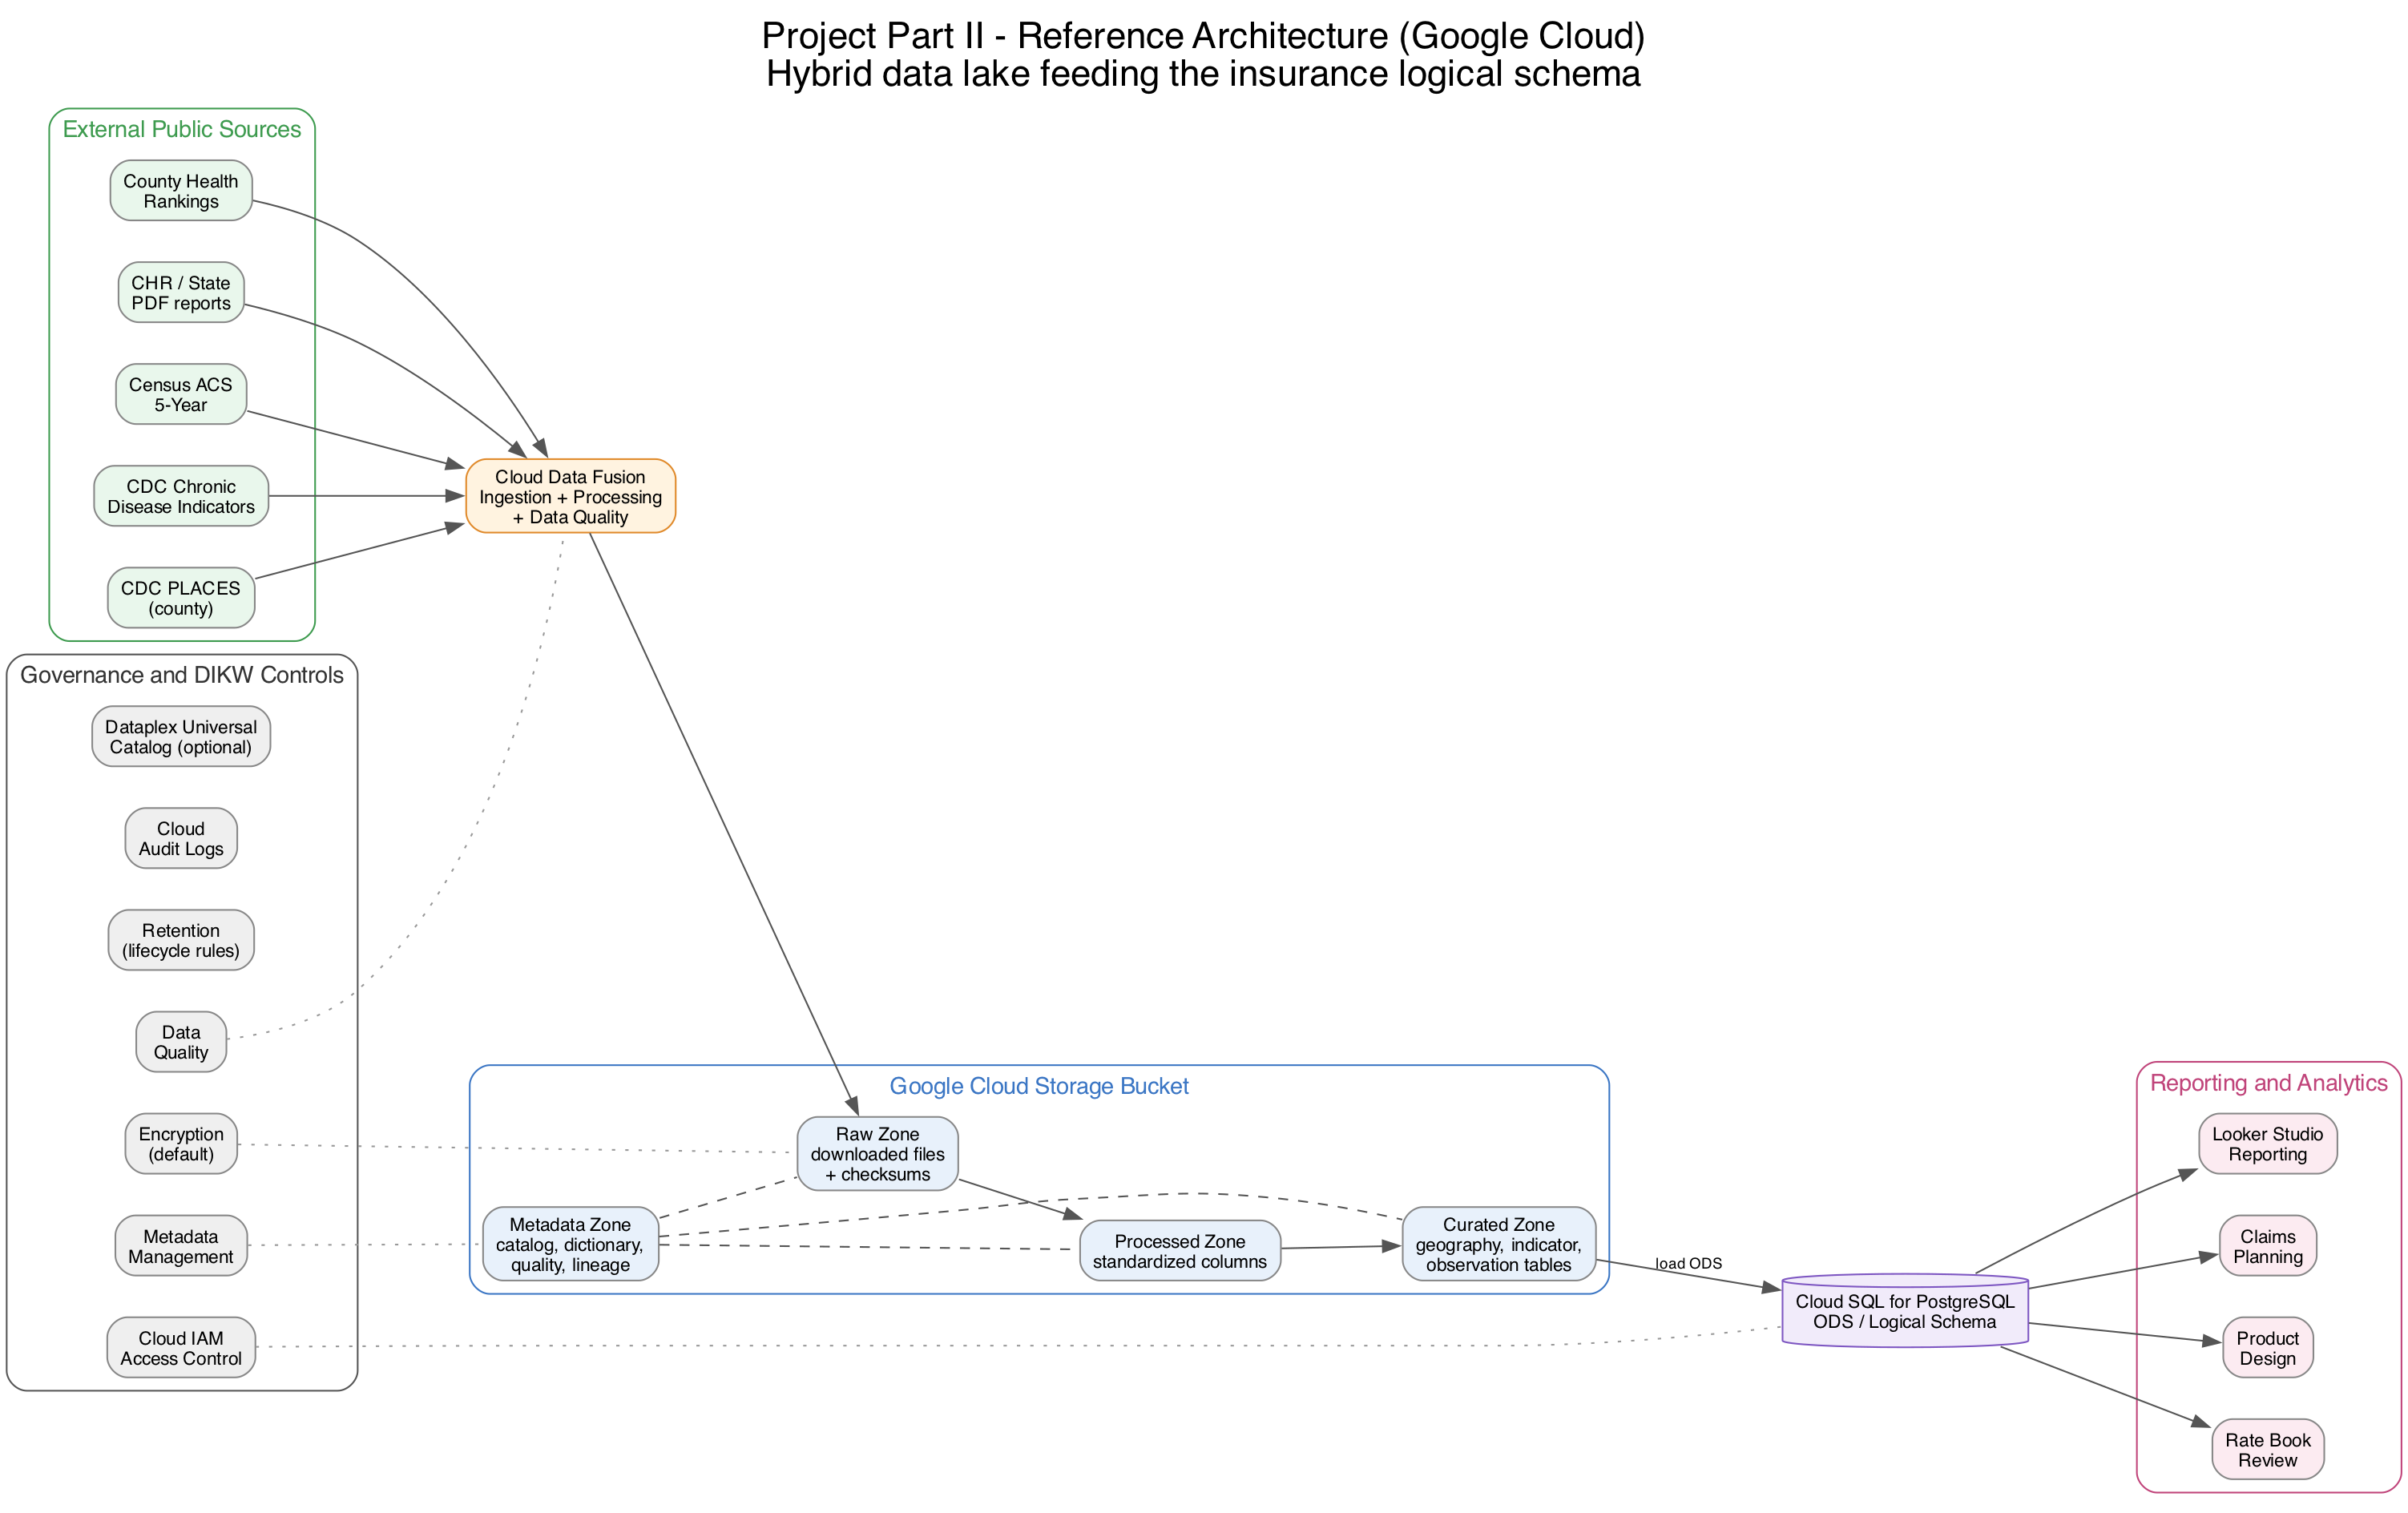 Project Part II - Reference Architecture (Google Cloud)
Hybrid data lake feeding the insurance logical schema
External Public Sources
County Health
Rankings
CHR / State
PDF reports
Census ACS
5-Year
CDC Chronic
Disease Indicators
CDC PLACES
(county)
Cloud Data Fusion
Ingestion + Processing
+ Data Quality
Governance and DIKW Controls
Dataplex Universal
Catalog (optional)
Cloud
Audit Logs
Retention
(lifecycle rules)
Data
Quality
Encryption
(default)
Metadata
Management
Cloud IAM
Access Control
Google Cloud Storage Bucket
Raw Zone
downloaded files
+ checksums
Metadata Zone
catalog, dictionary,
quality, lineage
Processed Zone
standardized columns
Curated Zone
geography, indicator,
observation tables
load ODS
Cloud SQL for PostgreSQL
ODS / Logical Schema
Reporting and Analytics
Looker Studio
Reporting
Claims
Planning
Product
Design
Rate Book
Review